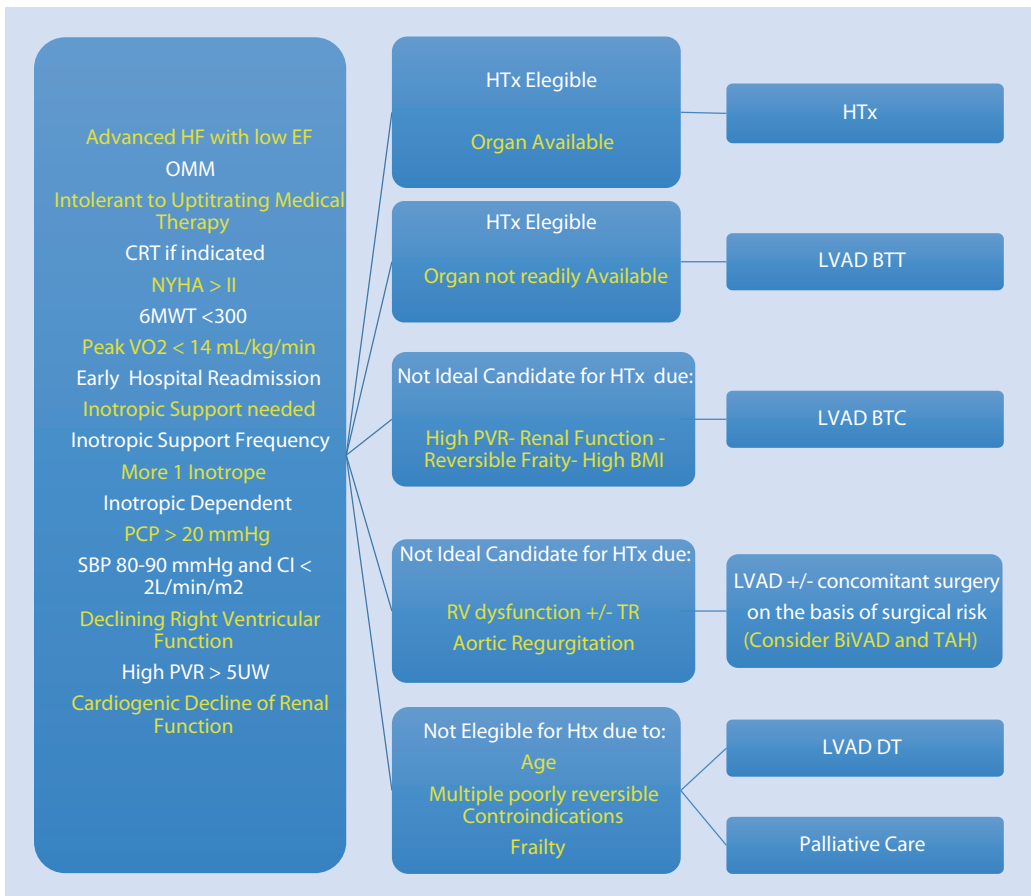 Advanced HF with low EF
OMM
Intolerant to Uptitrating Medical
Therapy
CRT if indicated
NYHA > II
6MWT <300
Peak VO2 < 14 mL/kg/min
Early Hospital Readmission
Inotropic Support needed
Inotropic Support Frequency
More 1 Inotrope
Inotropic Dependent
PCP > 20 mmHg
SBP 80-90 mmHg and CI <
2L/min/m2
Declining Right Ventricular
Function
High PVR > 5UW
Cardiogenic Decline of Renal
Function
HTx Elegible
Organ Available
HTx
HTx Elegible
Organ not readily Available
LVAD BTT
Not Ideal Candidate for HTx due:
High PVR- Renal Function -
Reversible Fraity- High BMI
LVAD BTC
Not Ideal Candidate for HTx due:
RV dysfunction +/- TR
Aortic Regurgitation
LVAD +/- concomitant surgery
on the basis of surgical risk
(Consider BiVAD and TAH)
Not Elegible for Htx due to:
Age
Multiple poorly reversible
Controindications
Frailty
LVAD DT
Palliative Care